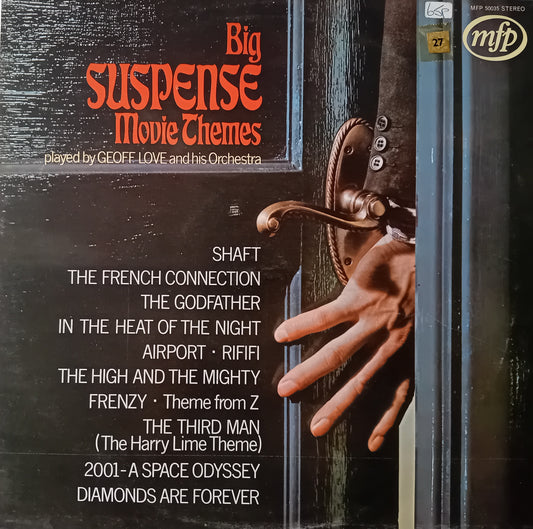 MFP 50035 STEREO
65P
27
mfp
Big
SUSPENSE
Movie Themes
played by GEOFF LOVE and his Orchestra
SHAFT
THE FRENCH CONNECTION
THE GODFATHER
IN THE HEAT OF THE NIGHT
AIRPORT · RIFIFI
THE HIGH AND THE MIGHTY
FRENZY · Theme from Z
THE THIRD MAN
(The Harry Lime Theme)
2001-A SPACE ODYSSEY
DIAMONDS ARE FOREVER